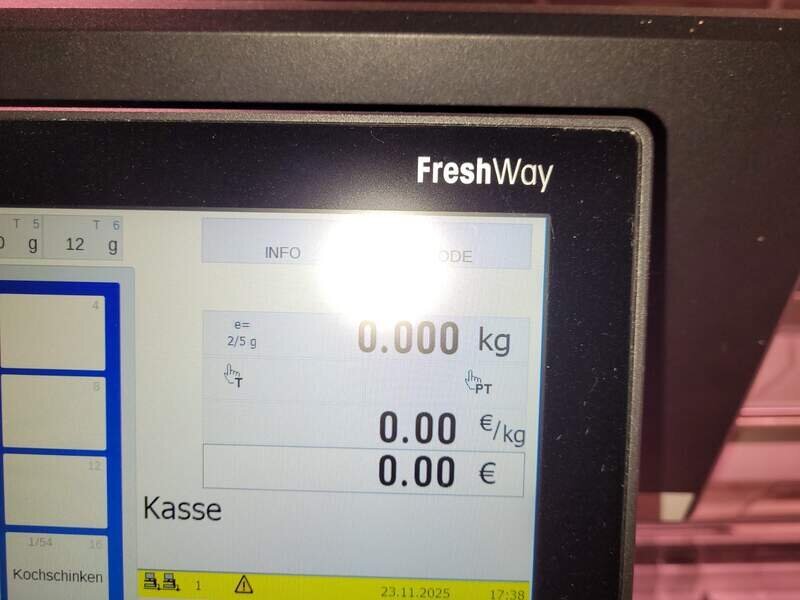 FreshWay
T 5 T 6
0 g 12 g
INFO
ODE
4
e=
2/5 g
0.000 kg
T
PT
8
0.00 €/kg
12
0.00 €
Kasse
1/54 16
Kochschinken
1
23.11.2025 17:38